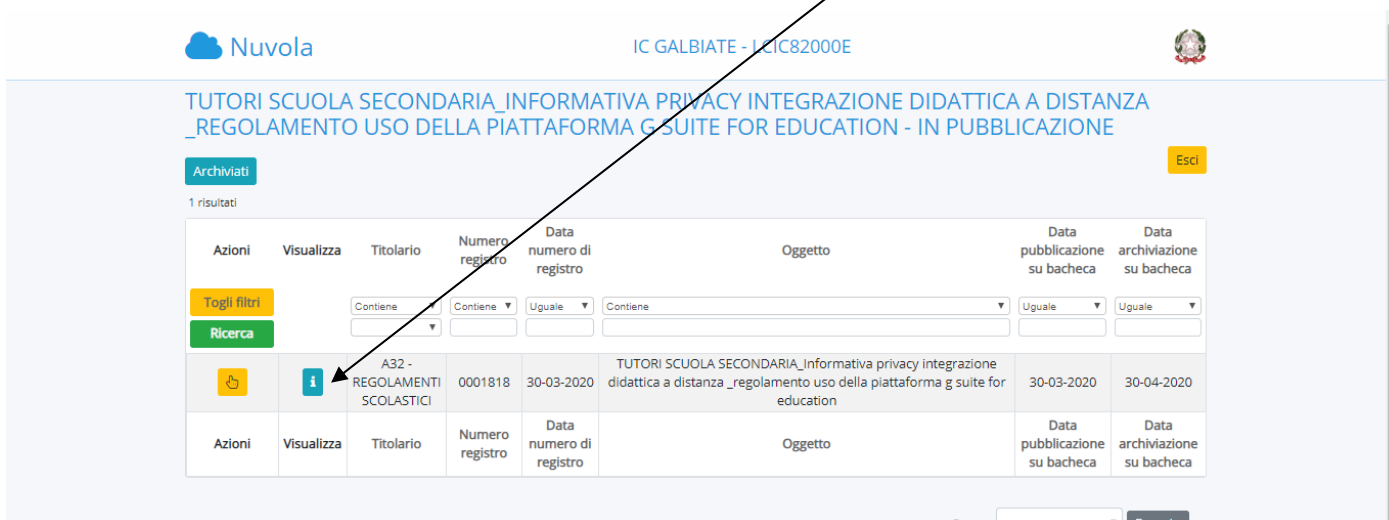 Nuvola
IC GALBIATE - LCIC82000E
TUTORI SCUOLA SECONDARIA_INFORMATIVA PRIVACY INTEGRAZIONE DIDATTICA A DISTANZA
_REGOLAMENTO USO DELLA PIATTAFORMA G SUITE FOR EDUCATION - IN PUBBLICAZIONE
Archiviati
Esci
1 risultati
Azioni Visualizza Titolario Numero registro Data numero di registro Oggetto Data pubblicazione su bacheca Data archiviazione su bacheca
Togli filtri
Contiene Contiene Uguale Contiene Uguale Uguale
Ricerca
A32 -
REGOLAMENTI
SCOLASTICI
0001818
30-03-2020
TUTORI SCUOLA SECONDARIA_Informativa privacy integrazione
didattica a distanza _regolamento uso della piattaforma g suite for
education
30-03-2020
30-04-2020
Azioni Visualizza Titolario Numero registro Data numero di registro Oggetto Data pubblicazione su bacheca Data archiviazione su bacheca